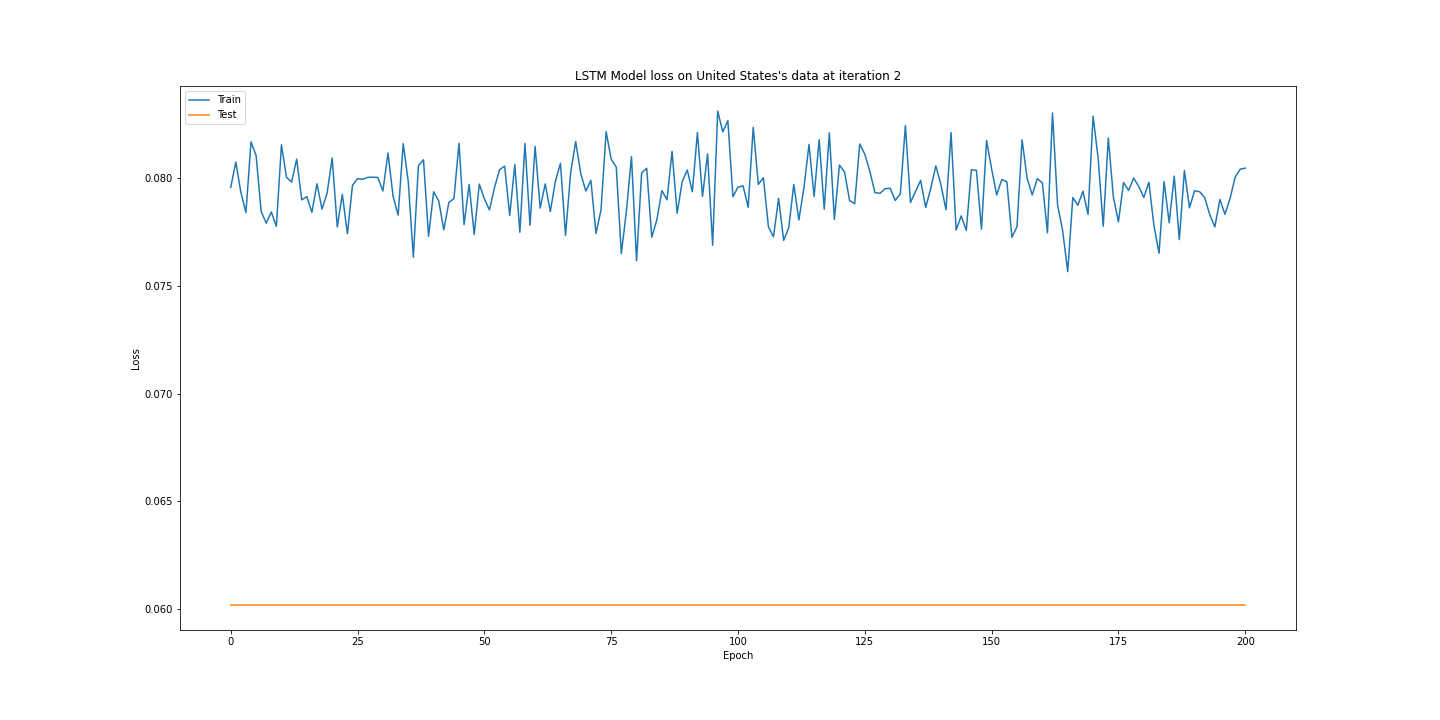 LSTM Model loss on United States's data at iteration 2
Train
Test
0.080
0.075
0.070
0.065
0.060
Loss
0 25 50 75 100 125 150 175 200
Epoch